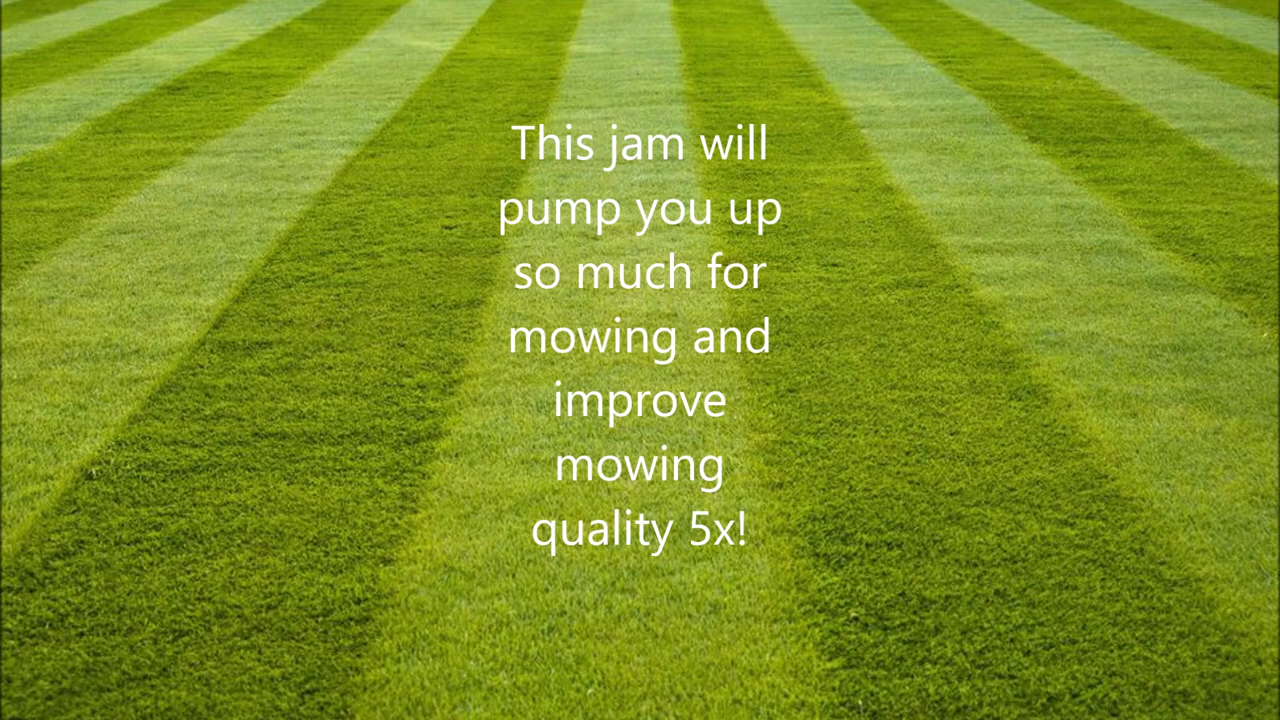 This jam will
pump you up
so much for
mowing and
improve
mowing
quality 5x!